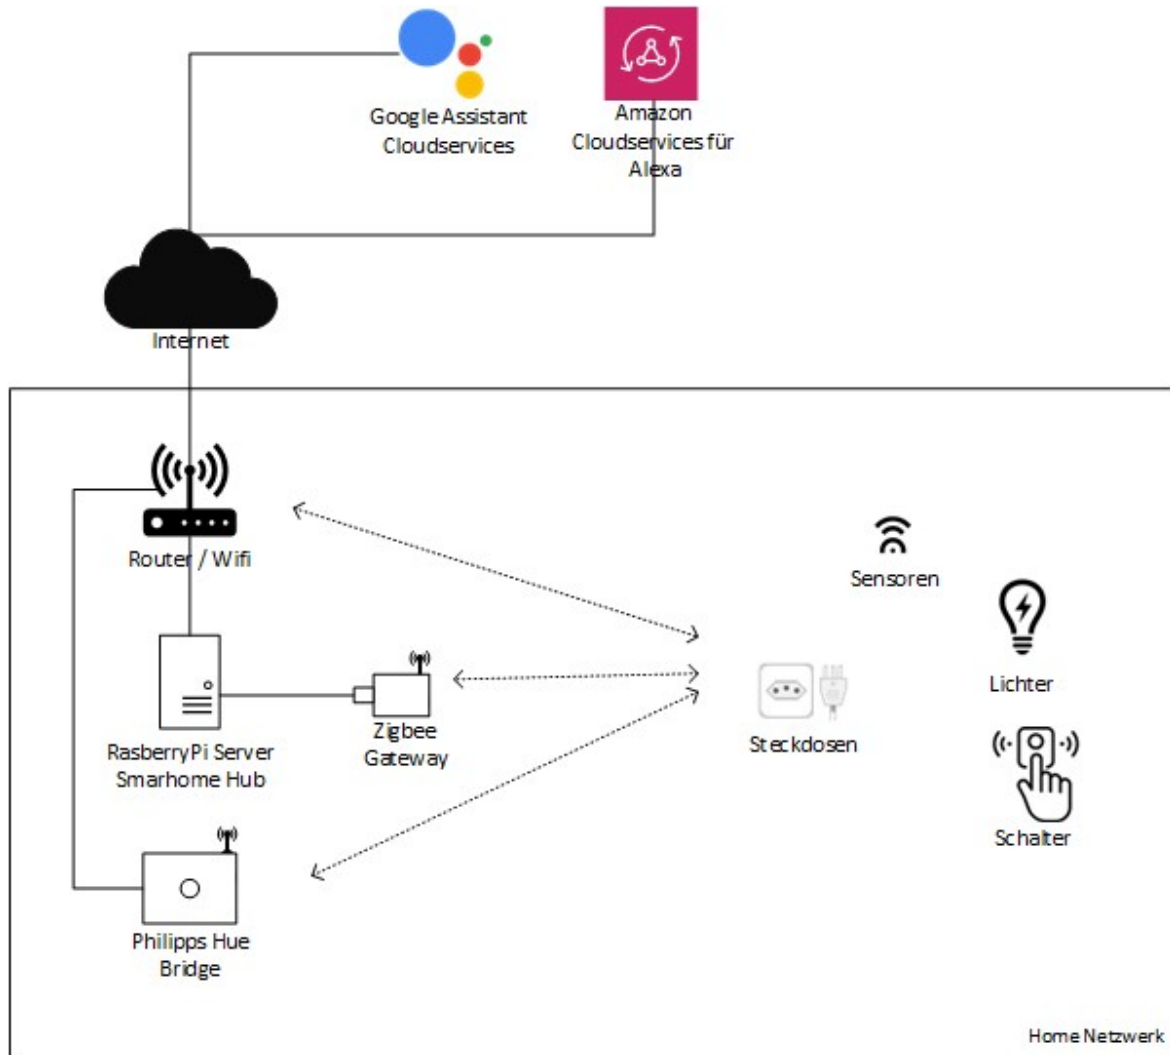 Google Assistant
Cloudservices
Amazon
Cloudservices für
Alexa
Internet
Router / Wifi
Sensoren
Lichter
RasberryPi Server
Smarhome Hub
Zigbee
Gateway
Steckdosen
Schalter
Philipps Hue
Bridge
Home Netzwerk